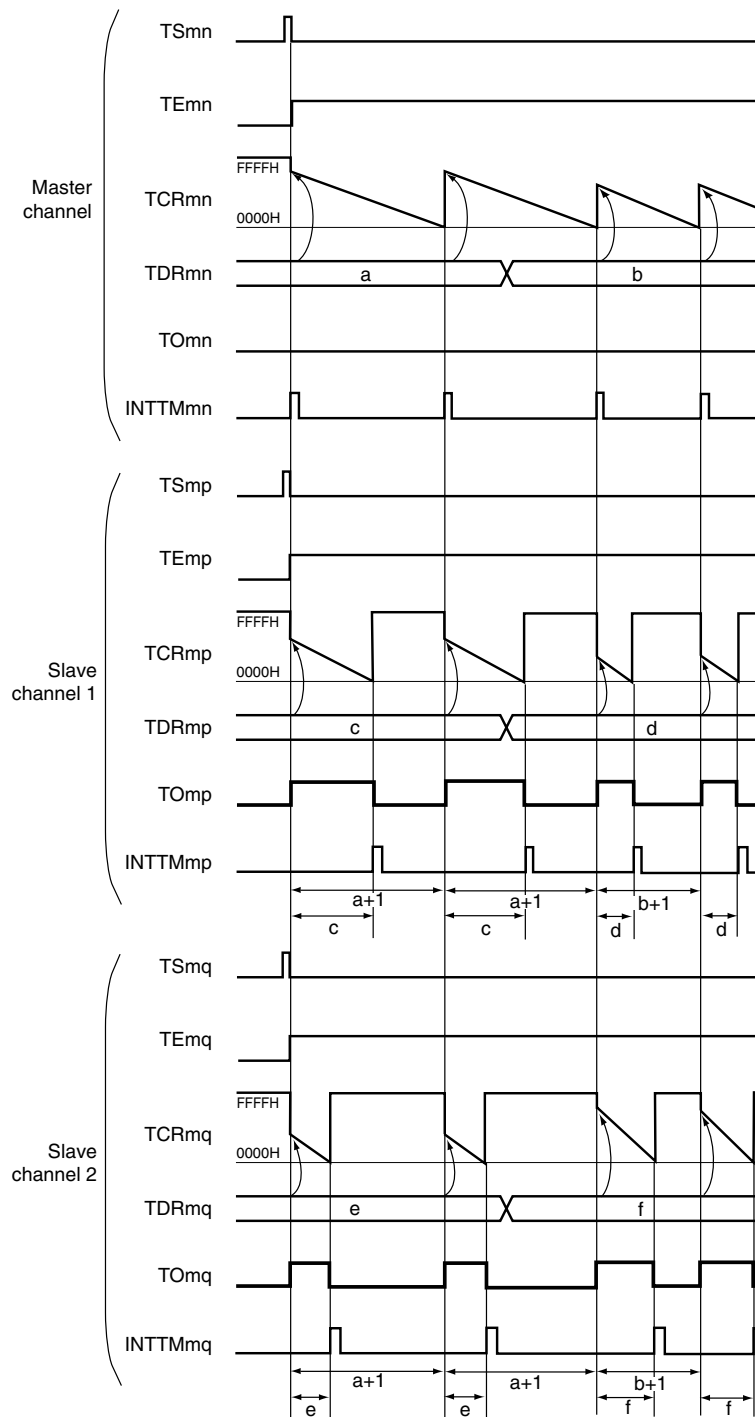 TSmn
TEmn
FFFFH
Master
channel
TCRmn
0000H
TDRmn
a
b
TOmn
INTTMmn
TSmp
TEmp
FFFFH
TCRmp
Slave
channel 1
0000H
TDRmp
c
d
TOmp
INTTMmp
a+1
a+1
b+1
c
c
d
d
TSmq
TEmq
FFFFH
TCRmq
Slave
channel 2
0000H
TDRmq
e
f
TOmq
INTTMmq
a+1
a+1
b+1
e
e
f
f